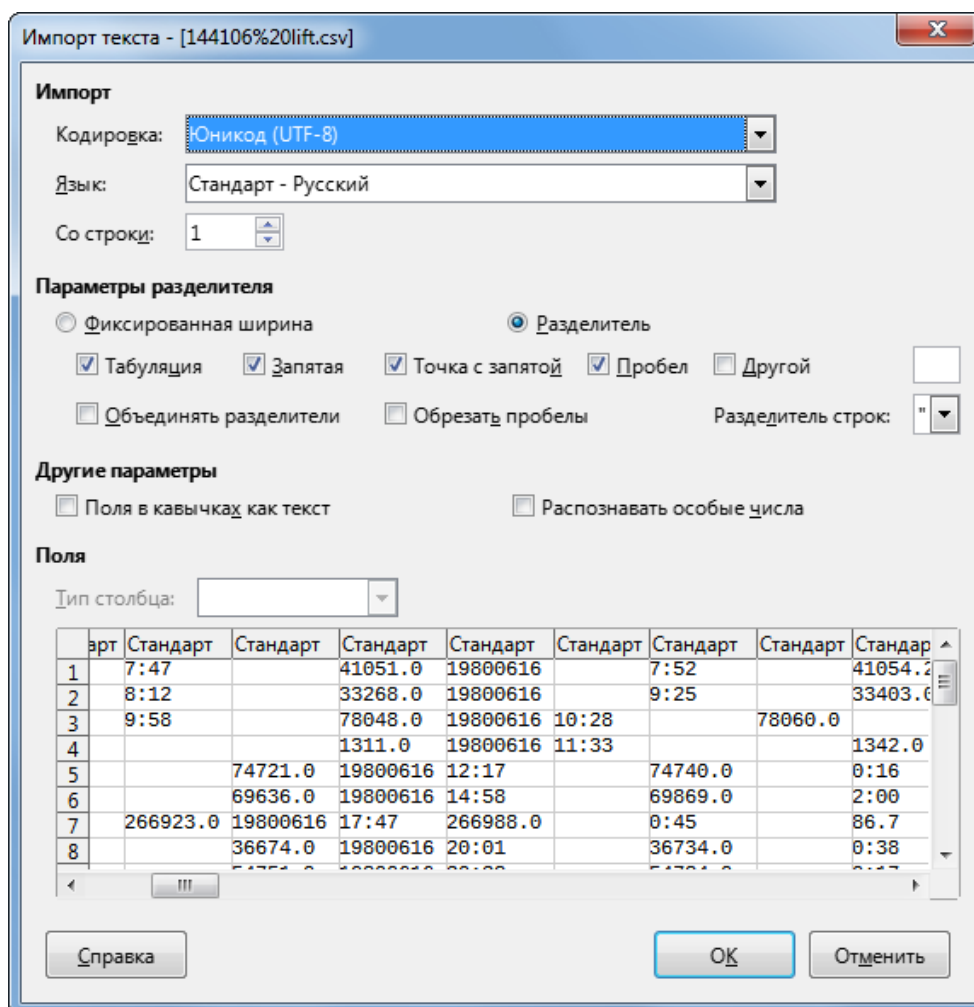 Импорт текста - [144106%20lift.csv]
Импорт
Кодировка: Юникод (UTF-8)
Язык: Стандарт - Русский
Со строки: 1
Параметры разделителя
Фиксированная ширина Разделитель
Табуляция Запятая Точка с запятой Пробел Другой
Объединять разделители Обрезать пробелы Разделитель строк: "
Другие параметры
Поля в кавычках как текст Распознавать особые числа
Поля
Тип столбца:
арт Стандарт Стандарт Стандарт Стандарт Стандарт Стандарт Стандарт Стандар
1 7:47 41051.0 19800616 7:52 41054.2
2 8:12 33268.0 19800616 9:25 33403.0
3 9:58 78048.0 19800616 10:28 78060.0
4 1311.0 19800616 11:33 1342.0
5 74721.0 19800616 12:17 74740.0 0:16
6 69636.0 19800616 14:58 69869.0 2:00
7 266923.0 19800616 17:47 266988.0 0:45 86.7
8 36674.0 19800616 20:01 36734.0 0:38
Справка OK Отменить